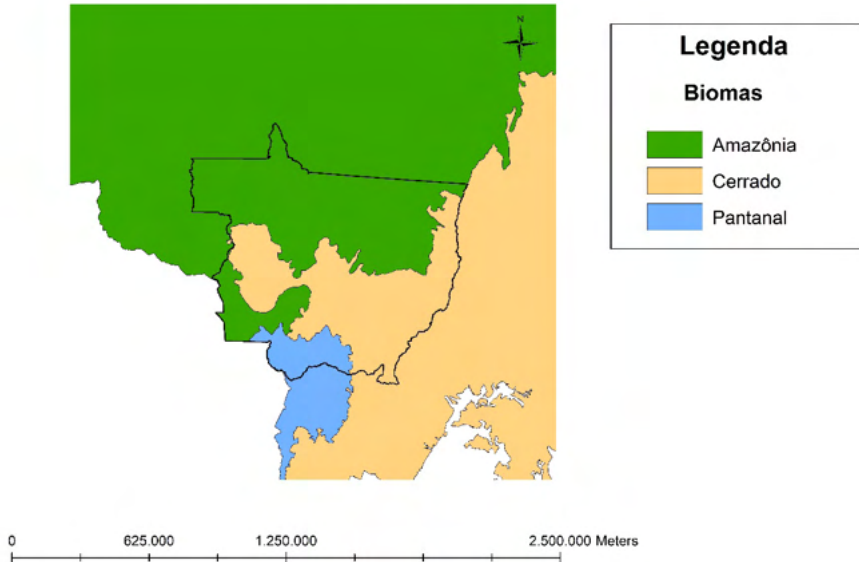 N
Legenda
Biomas
Amazônia
Cerrado
Pantanal
0 625.000 1.250.000 2.500.000 Meters